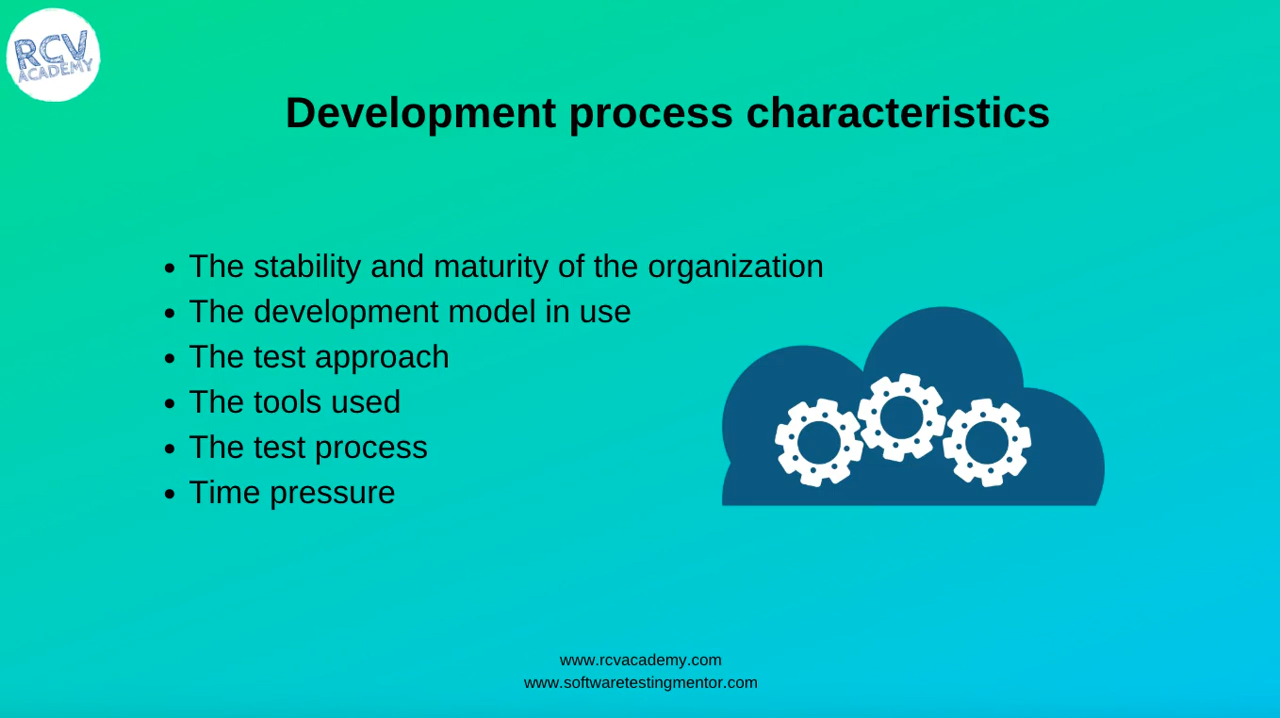 RCV
ACADEMY
Development process characteristics
• The stability and maturity of the organization
• The development model in use
• The test approach
• The tools used
• The test process
• Time pressure
www.rcvacademy.com
www.softwaretestingmentor.com